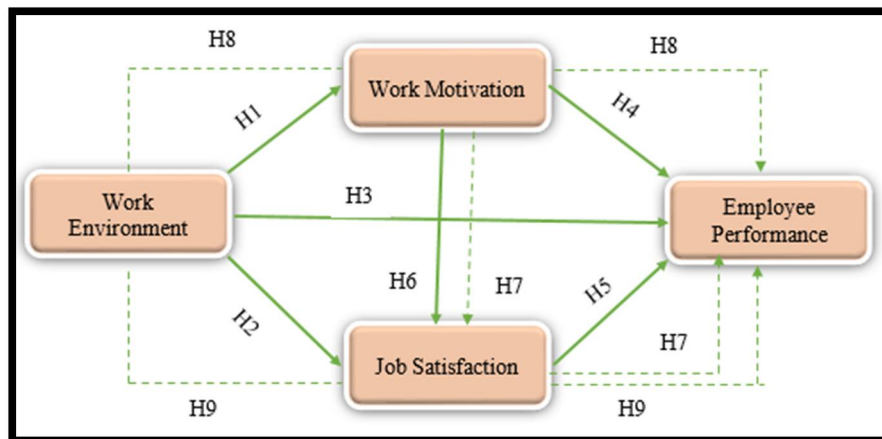 H8
H8
Work Motivation
H1
H4
Work
Environment
H3
Employee
Performance
H6
H7
H5
H2
Job Satisfaction
H7
H9
H9